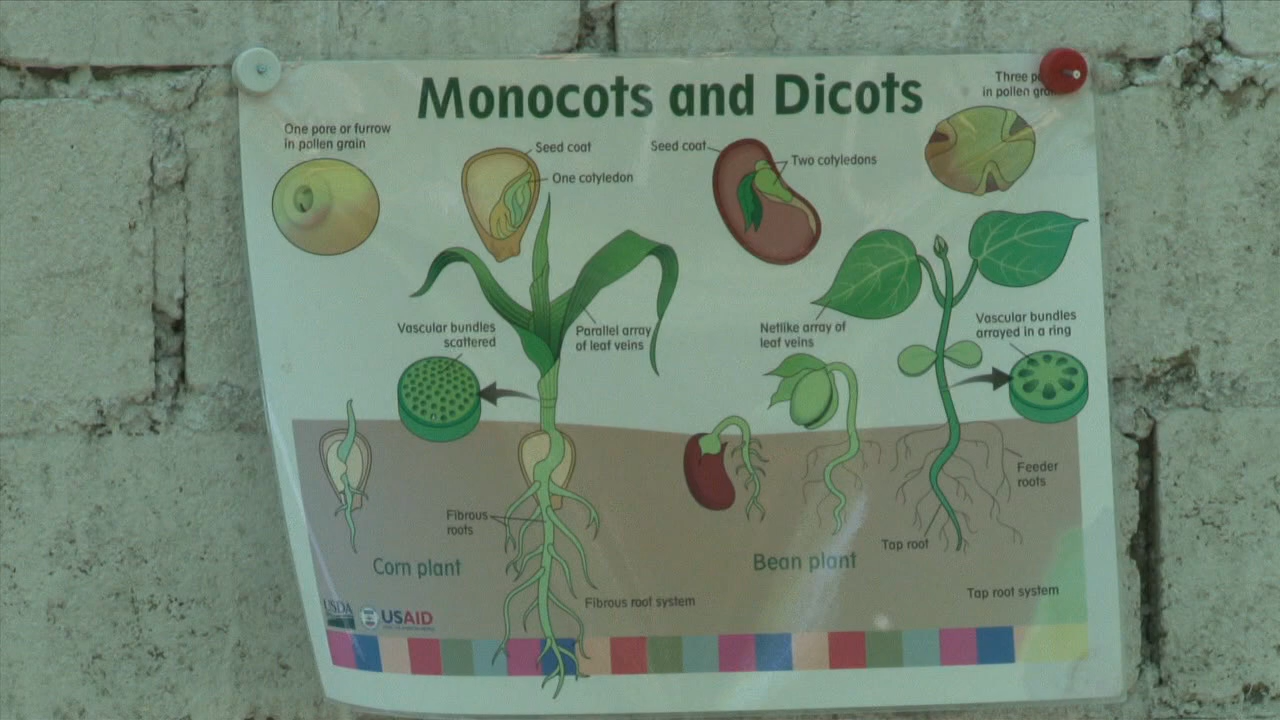 Monocots and Dicots
Three
in pollen
One pore or furrow
in pollen grain
Seed coat
One cotyledon
Seed coat
Two cotyledons
Vascular bundles
scattered
Parallel array
of leaf veins
Netlike array of
leaf veins
Vascular bundles
arrayed in a ring
Feeder
roots
Fibrous
roots
Tap root
Corn plant
Bean plant
Fibrous root system
Tap root system
USDA
USAID